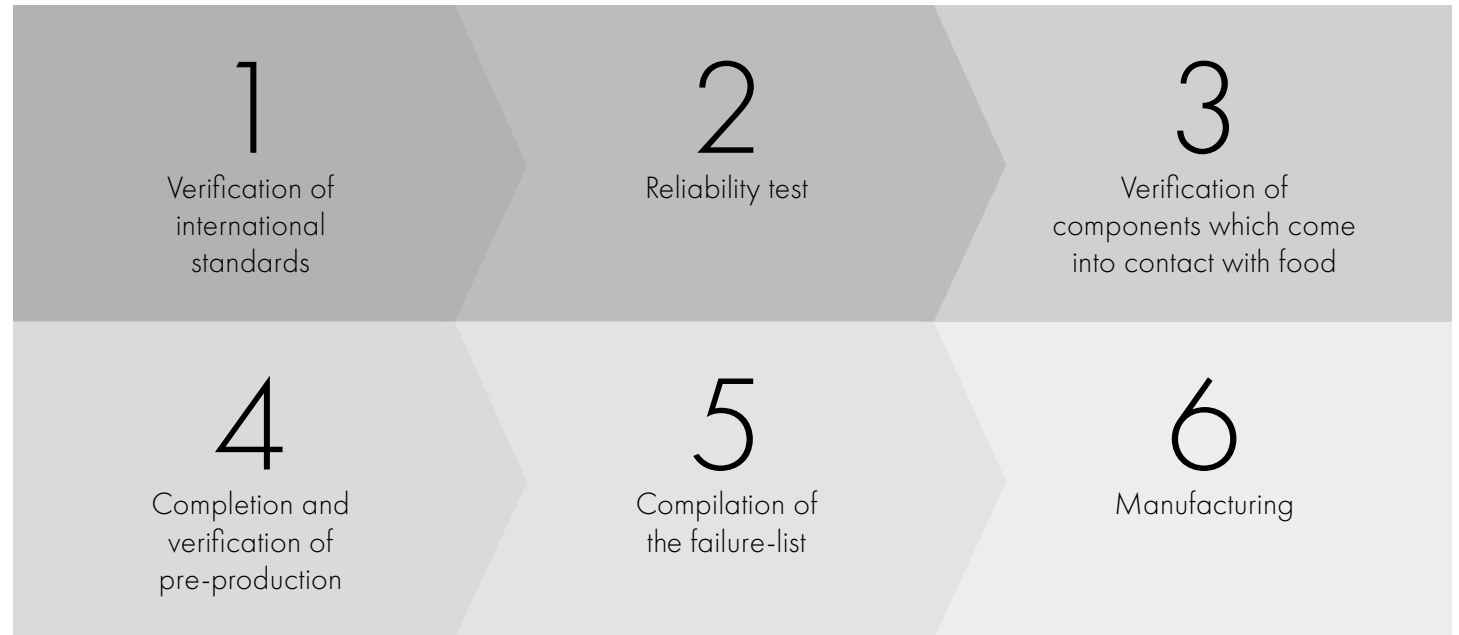 1
Verification of
international
standards
2
Reliability test
3
Verification of
components which come
into contact with food
4
Completion and
verification of
pre-production
5
Compilation of
the failure-list
6
Manufacturing